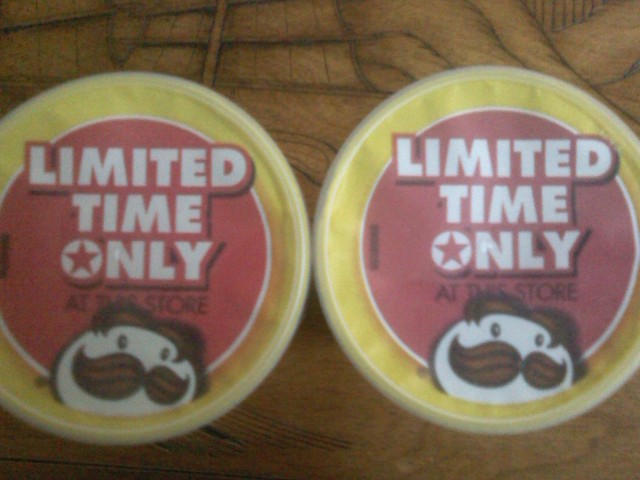 LIMITED
TIME
ONLY
AT THIS STORE
LIMITED
TIME
ONLY
AT THIS STORE